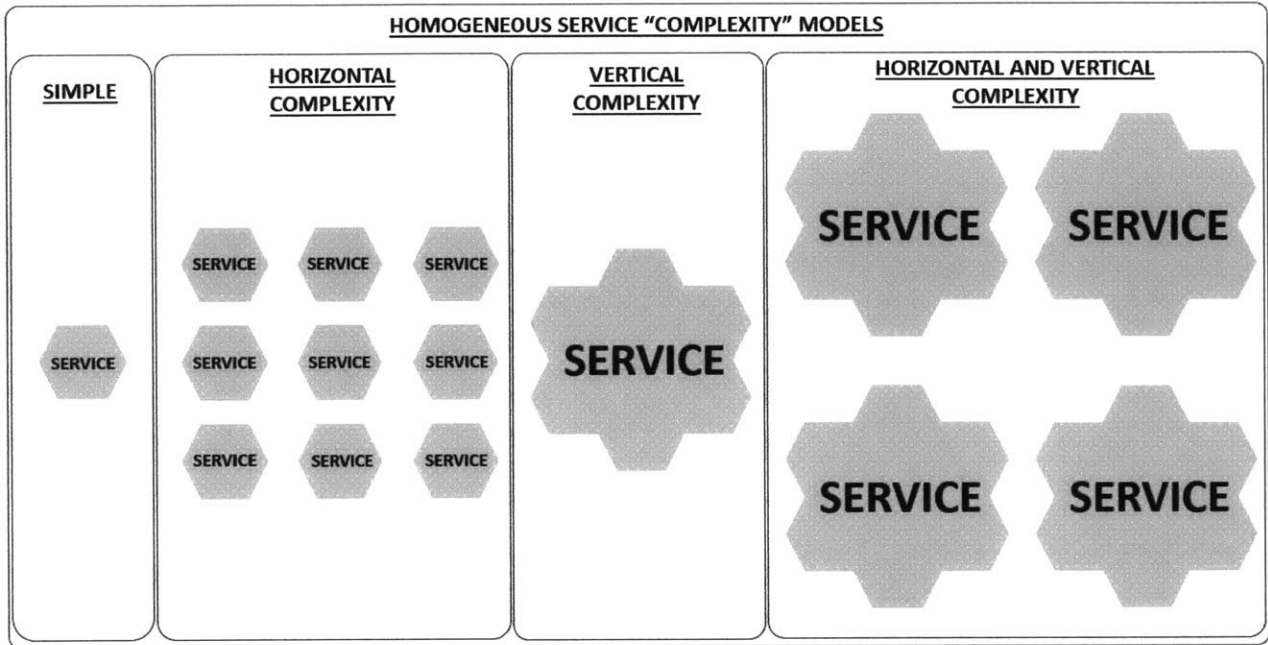 HOMOGENEOUS SERVICE “COMPLEXITY” MODELS
SIMPLE
SERVICE
HORIZONTAL
COMPLEXITY
SERVICE SERVICE SERVICE
SERVICE SERVICE SERVICE
SERVICE SERVICE SERVICE
VERTICAL
COMPLEXITY
SERVICE
HORIZONTAL AND VERTICAL
COMPLEXITY
SERVICE SERVICE
SERVICE SERVICE